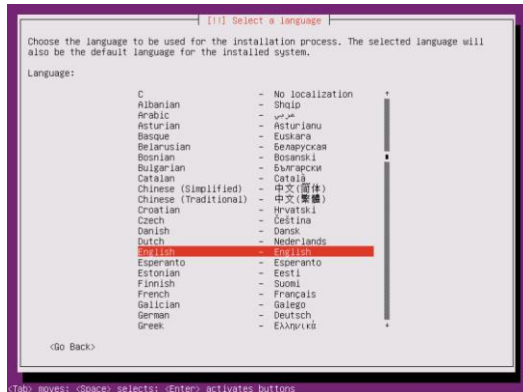 [!!] Select a language
Choose the language to be used for the installation process. The selected language will
also be the default language for the installed system.
Language:
C - No localization
Albanian - Shqip
Arabic - عربي
Asturian - Asturianu
Basque - Euskara
Belarusian - Беларуская
Bosnian - Bosanski
Bulgarian - Български
Catalan - Català
Chinese (Simplified) - 中文(简体)
Chinese (Traditional) - 中文(繁體)
Croatian - Hrvatski
Czech - Čeština
Danish - Dansk
Dutch - Nederlands
English - English
Esperanto - Esperanto
Estonian - Eesti
Finnish - Suomi
French - Français
Galician - Galego
German - Deutsch
Greek - Ελληνικά
<Go Back>
<Tab> moves; <Space> selects; <Enter> activates buttons